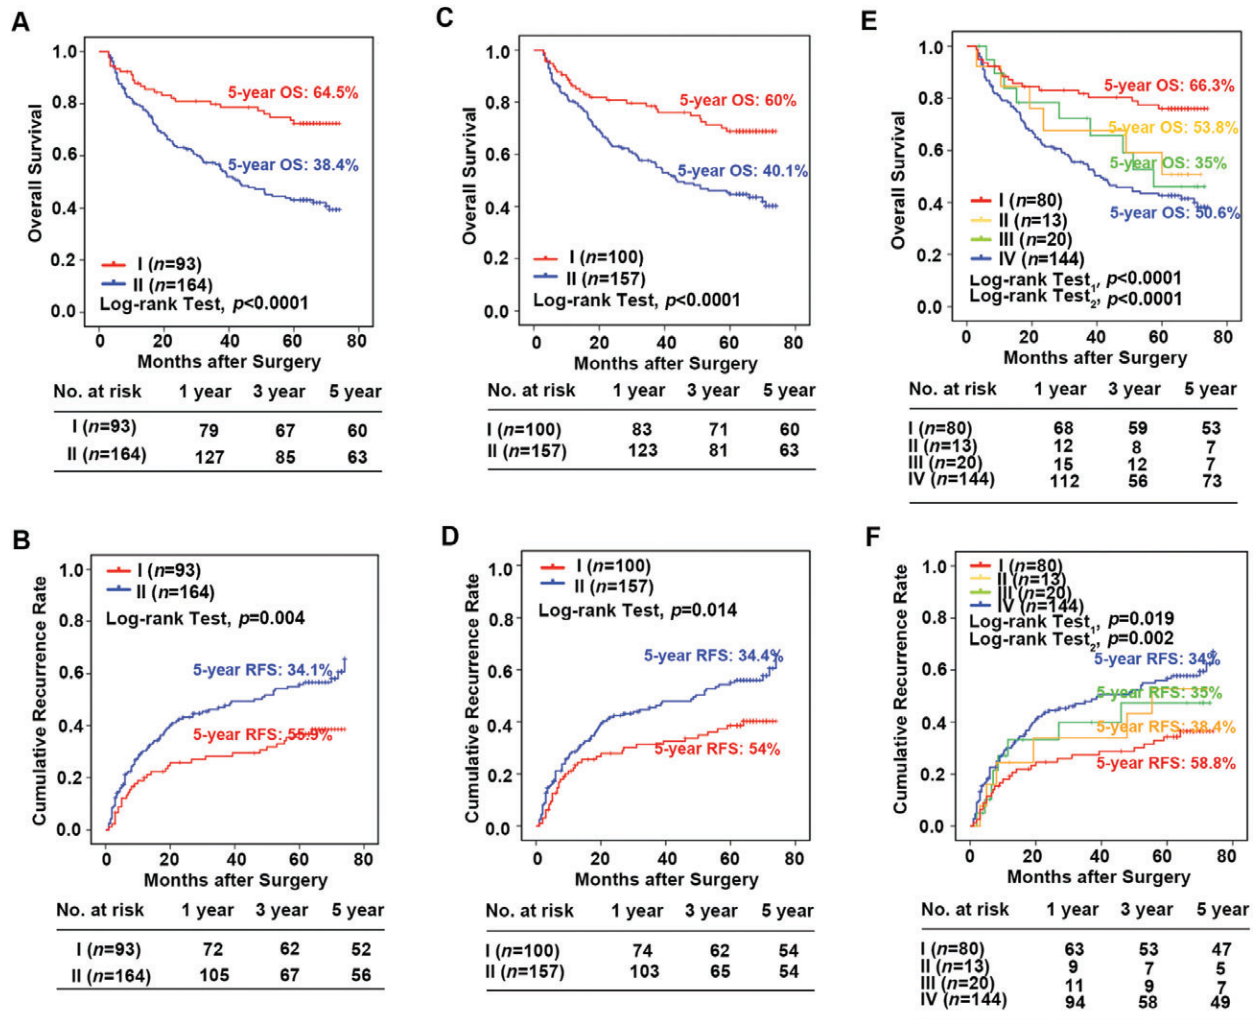 A
1.0
0.8
0.6
0.4
0.2
0.0
Overall Survival
5-year OS: 64.5%
5-year OS: 38.4%
I (n=93)
II (n=164)
Log-rank Test, p<0.0001
0 20 40 60 80
Months after Surgery
No. at risk 1 year 3 year 5 year
I (n=93) 79 67 60
II (n=164) 127 85 63
C
1.0
0.8
0.6
0.4
0.2
0.0
Overall Survival
5-year OS: 60%
5-year OS: 40.1%
I (n=100)
II (n=157)
Log-rank Test, p<0.0001
0 20 40 60 80
Months after Surgery
No. at risk 1 year 3 year 5 year
I (n=100) 83 71 60
II (n=157) 123 81 63
E
1.0
0.8
0.6
0.4
0.2
0.0
Overall Survival
5-year OS: 66.3%
5-year OS: 53.8%
5-year OS: 35%
5-year OS: 50.6%
I (n=80)
II (n=13)
III (n=20)
IV (n=144)
Log-rank Test1, p<0.0001
Log-rank Test2, p<0.0001
0 20 40 60 80
Months after Surgery
No. at risk 1 year 3 year 5 year
I (n=80) 68 59 53
II (n=13) 12 8 7
III (n=20) 15 12 7
IV (n=144) 112 56 73
B
1.0
0.8
0.6
0.4
0.2
0.0
Cumulative Recurrence Rate
I (n=93)
II (n=164)
Log-rank Test, p=0.004
5-year RFS: 34.1%
5-year RFS: 55.9%
0 20 40 60 80
Months after Surgery
No. at risk 1 year 3 year 5 year
I (n=93) 72 62 52
II (n=164) 105 67 56
D
1.0
0.8
0.6
0.4
0.2
0.0
Cumulative Recurrence Rate
I (n=100)
II (n=157)
Log-rank Test, p=0.014
5-year RFS: 34.4%
5-year RFS: 54%
0 20 40 60 80
Months after Surgery
No. at risk 1 year 3 year 5 year
I (n=100) 74 62 54
II (n=157) 103 65 54
F
1.0
0.8
0.6
0.4
0.2
0.0
Cumulative Recurrence Rate
I (n=80)
II (n=13)
III (n=20)
IV (n=144)
Log-rank Test1, p=0.019
Log-rank Test2, p=0.002
5-year RFS: 34%
5-year RFS: 35%
5-year RFS: 38.4%
5-year RFS: 58.8%
0 20 40 60 80
Months after Surgery
No. at risk 1 year 3 year 5 year
I (n=80) 63 53 47
II (n=13) 9 7 5
III (n=20) 11 9 7
IV (n=144) 94 58 49